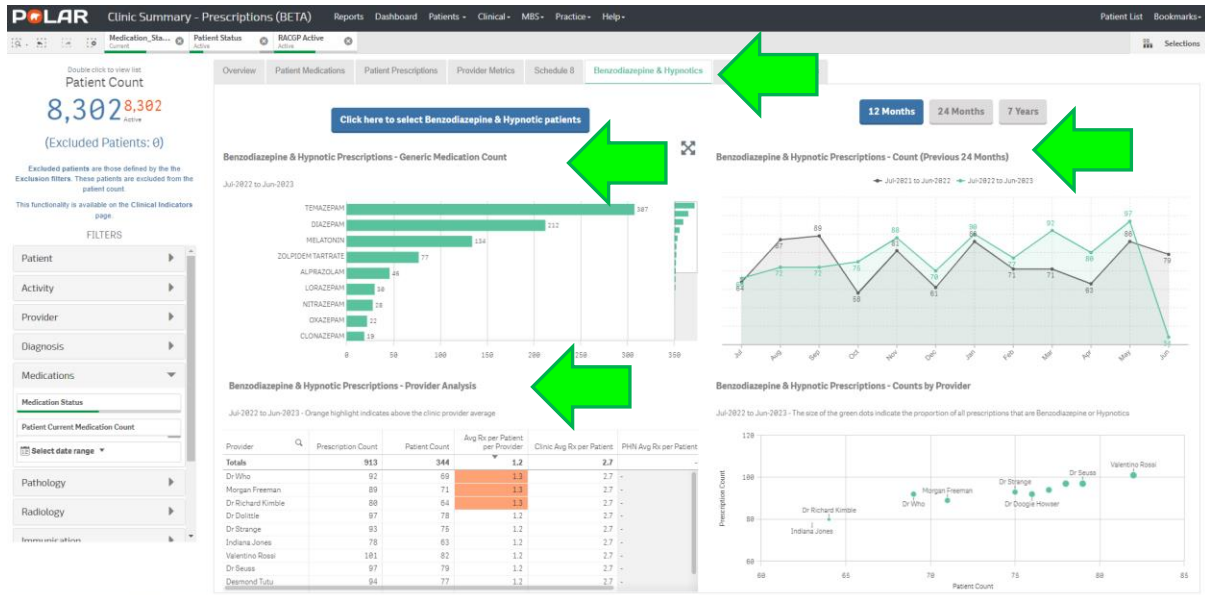 POLAR Clinic Summary - Prescriptions (BETA) Reports Dashboard Patients Clinical MBS Practice Help Patient List Bookmarks
Medication_Sta... Current
Patient Status Active
RACGP Active Active
Selections
Double click to view list
Patient Count
8,302 8,302 Active
(Excluded Patients: 0)
Excluded patients are those defined by the the
Exclusion filters. These patients are excluded from the
patient count.
This functionality is available on the Clinical Indicators
page.
FILTERS
Patient
Activity
Provider
Diagnosis
Medications
Medication Status
Patient Current Medication Count
Select date range
Pathology
Radiology
Immunisation
Overview Patient Medications Patient Prescriptions Provider Metrics Schedule 8 Benzodiazepine & Hypnotics
Click here to select Benzodiazepine & Hypnotic patients
12 Months 24 Months 7 Years
Benzodiazepine & Hypnotic Prescriptions - Generic Medication Count
Jul-2022 to Jun-2023
TEMAZEPAM 307
DIAZEPAM 212
MELATONIN 134
ZOLPIDEM TARTRATE 77
ALPRAZOLAM 46
LORAZEPAM 30
NITRAZEPAM 28
OXAZEPAM 22
CLONAZEPAM 19
0 50 100 150 200 250 300 350
Benzodiazepine & Hypnotic Prescriptions - Count (Previous 24 Months)
Jul-2021 to Jun-2022 Jul-2022 to Jun-2023
87 89 58 81 61 88 71 71 63 86 79
72 72 75 88 70 90 77 92 80 97
Jul Aug Sep Oct Nov Dec Jan Feb Mar Apr May Jun
Benzodiazepine & Hypnotic Prescriptions - Provider Analysis
Jul-2022 to Jun-2023 - Orange highlight indicates above the clinic provider average
Provider Prescription Count Patient Count Avg Rx per Patient per Provider Clinic Avg Rx per Patient PHN Avg Rx per Patient
Totals 913 344 1.2 2.7 -
Dr Who 92 69 1.3 2.7 -
Morgan Freeman 89 71 1.3 2.7 -
Dr Richard Kimble 80 64 1.3 2.7 -
Dr Dolittle 97 78 1.2 2.7 -
Dr Strange 93 75 1.2 2.7 -
Indiana Jones 78 63 1.2 2.7 -
Valentino Rossi 101 82 1.2 2.7 -
Dr Seuss 97 79 1.2 2.7 -
Desmond Tutu 94 77 1.2 2.7 -
Benzodiazepine & Hypnotic Prescriptions - Counts by Provider
Jul-2022 to Jun-2023 - The size of the green dots indicate the proportion of all prescriptions that are Benzodiazepine or Hypnotics
Prescription Count
120
100
80
60
Valentino Rossi
Dr Seuss
Dr Strange
Morgan Freeman
Dr Who
Dr Doogie Howser
Dr Richard Kimble
Indiana Jones
60 65 70 75 80 85
Patient Count